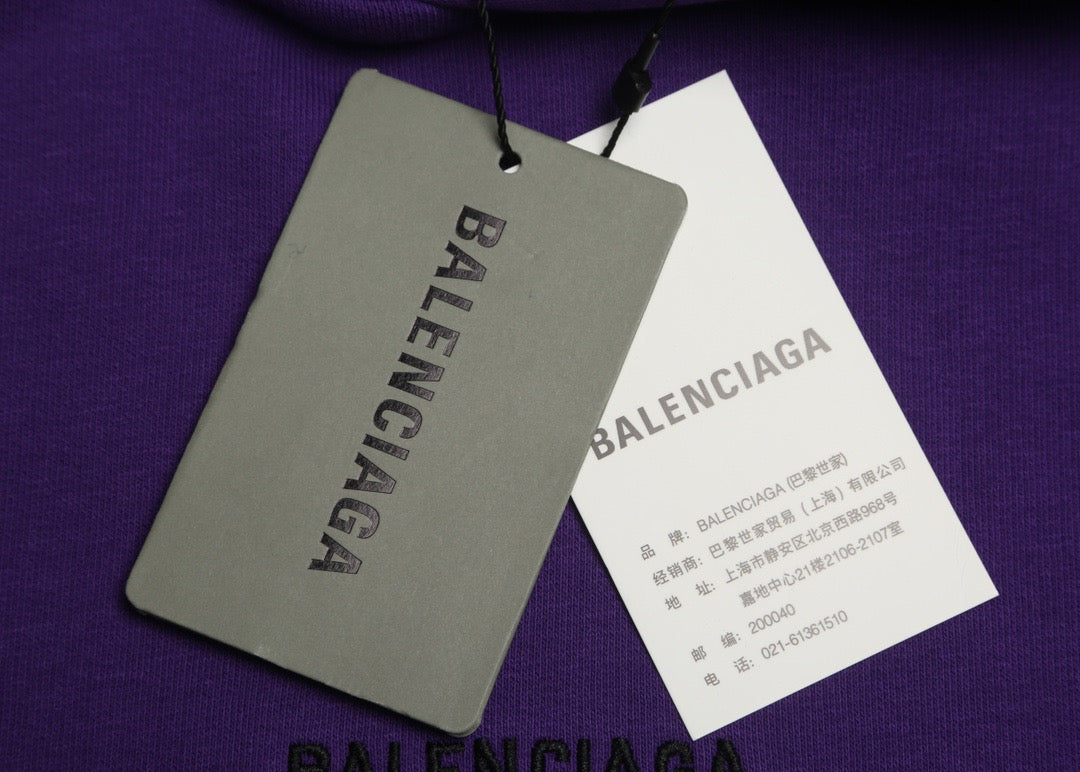 BALENCIAGA
BALENCIAGA
品 牌: BALENCIAGA (巴黎世家)
经销商: 巴黎世家贸易（上海）有限公司
地 址: 上海市静安区北京西路968号
嘉地中心21楼2106-2107室
邮 编: 200040
电 话: 021-61361510
BALENCIAGA